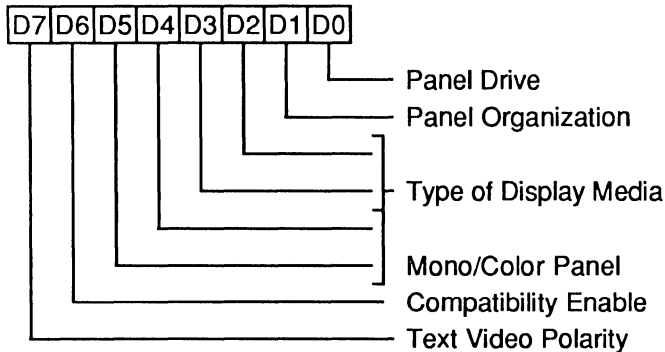 D7 D6 D5 D4 D3 D2 D1 D0
Panel Drive
Panel Organization
Type of Display Media
Mono/Color Panel
Compatibility Enable
Text Video Polarity